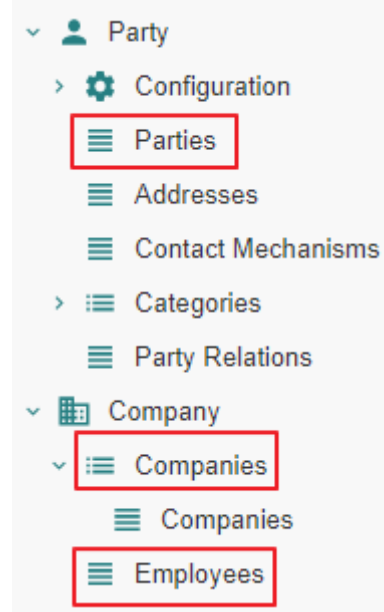 Party
Configuration
Parties
Addresses
Contact Mechanisms
Categories
Party Relations
Company
Companies
Companies
Employees